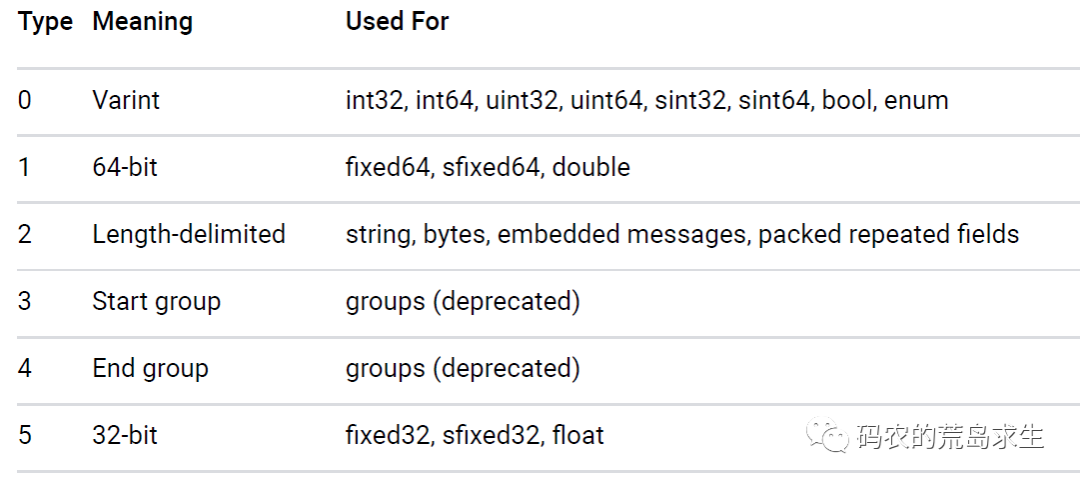 Type Meaning Used For
0 Varint int32, int64, uint32, uint64, sint32, sint64, bool, enum
1 64-bit fixed64, sfixed64, double
2 Length-delimited string, bytes, embedded messages, packed repeated fields
3 Start group groups (deprecated)
4 End group groups (deprecated)
5 32-bit fixed32, sfixed32, float
码农的荒岛求生